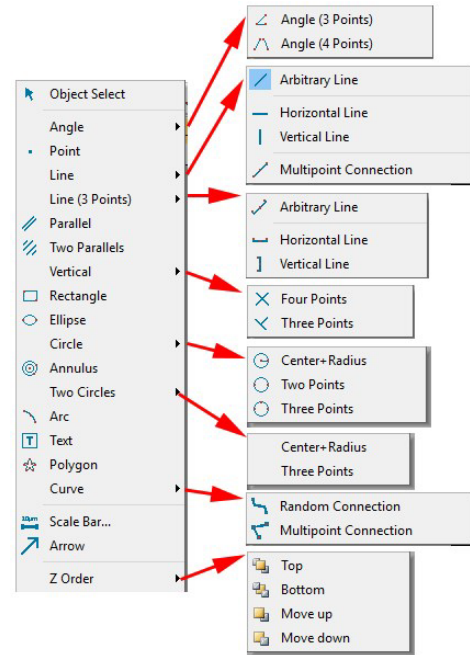 Object Select
Angle
Point
Line
Line (3 Points)
Parallel
Two Parallels
Vertical
Rectangle
Ellipse
Circle
Annulus
Two Circles
Arc
Text
Polygon
Curve
10µm Scale Bar...
Arrow
Z Order
Angle (3 Points)
Angle (4 Points)
Arbitrary Line
Horizontal Line
Vertical Line
Multipoint Connection
Arbitrary Line
Horizontal Line
Vertical Line
Four Points
Three Points
Center+Radius
Two Points
Three Points
Center+Radius
Three Points
Random Connection
Multipoint Connection
Top
Bottom
Move up
Move down